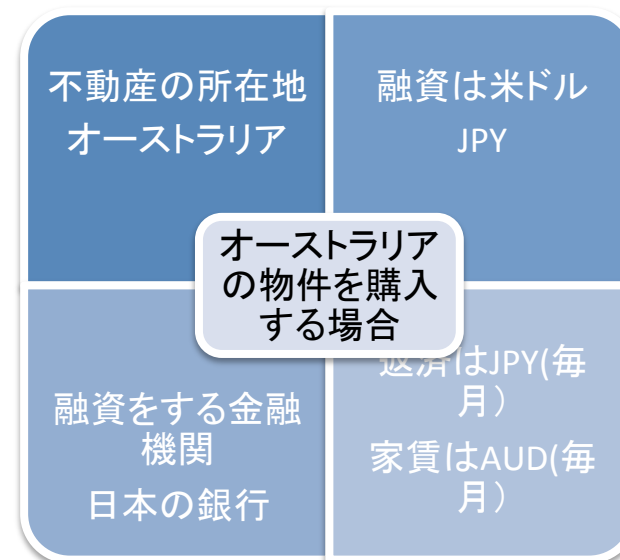 不動産の所在地
オーストラリア
融資は米ドル
JPY
オーストラリア
の物件を購入
する場合
融資をする金融
機関
日本の銀行
返済はJPY(毎
月）
家賃はAUD(毎
月）